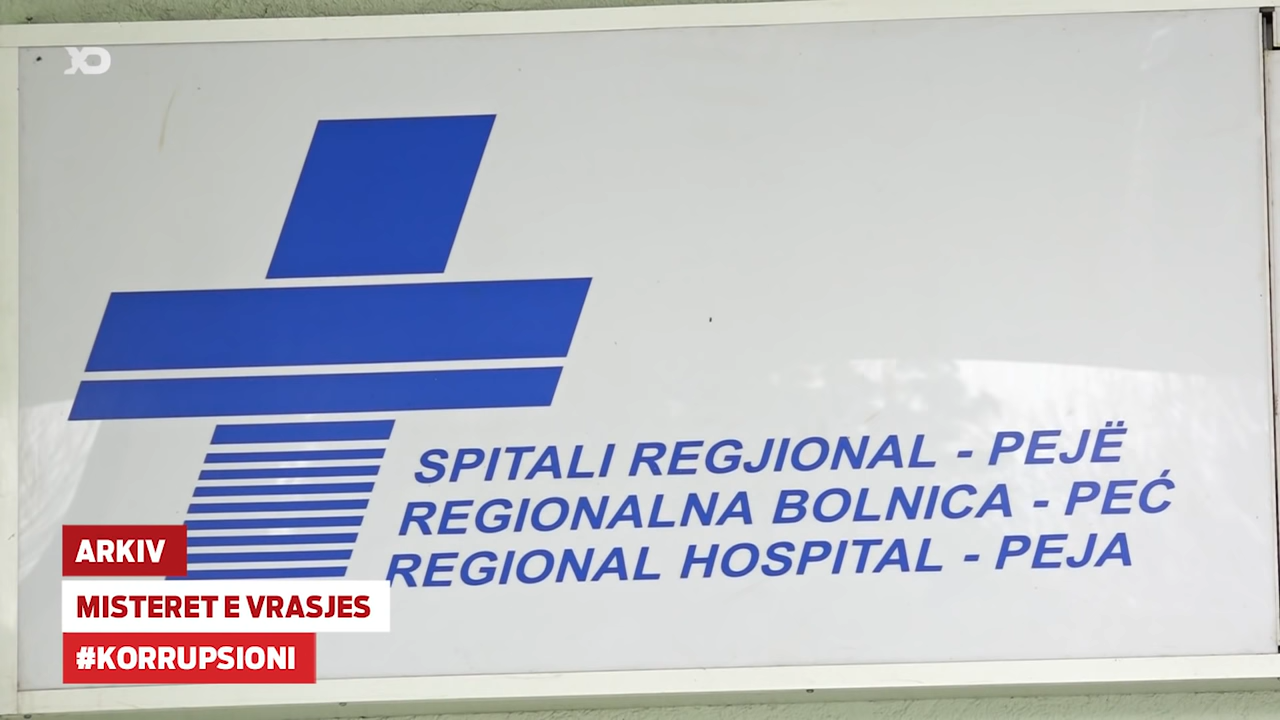 SPITALI REGJIONAL - PEJË
REGIONALNA BOLNICA - PEĆ
REGIONAL HOSPITAL - PEJA
ARKIV
MISTERET E VRASJES
#KORRUPSIONI